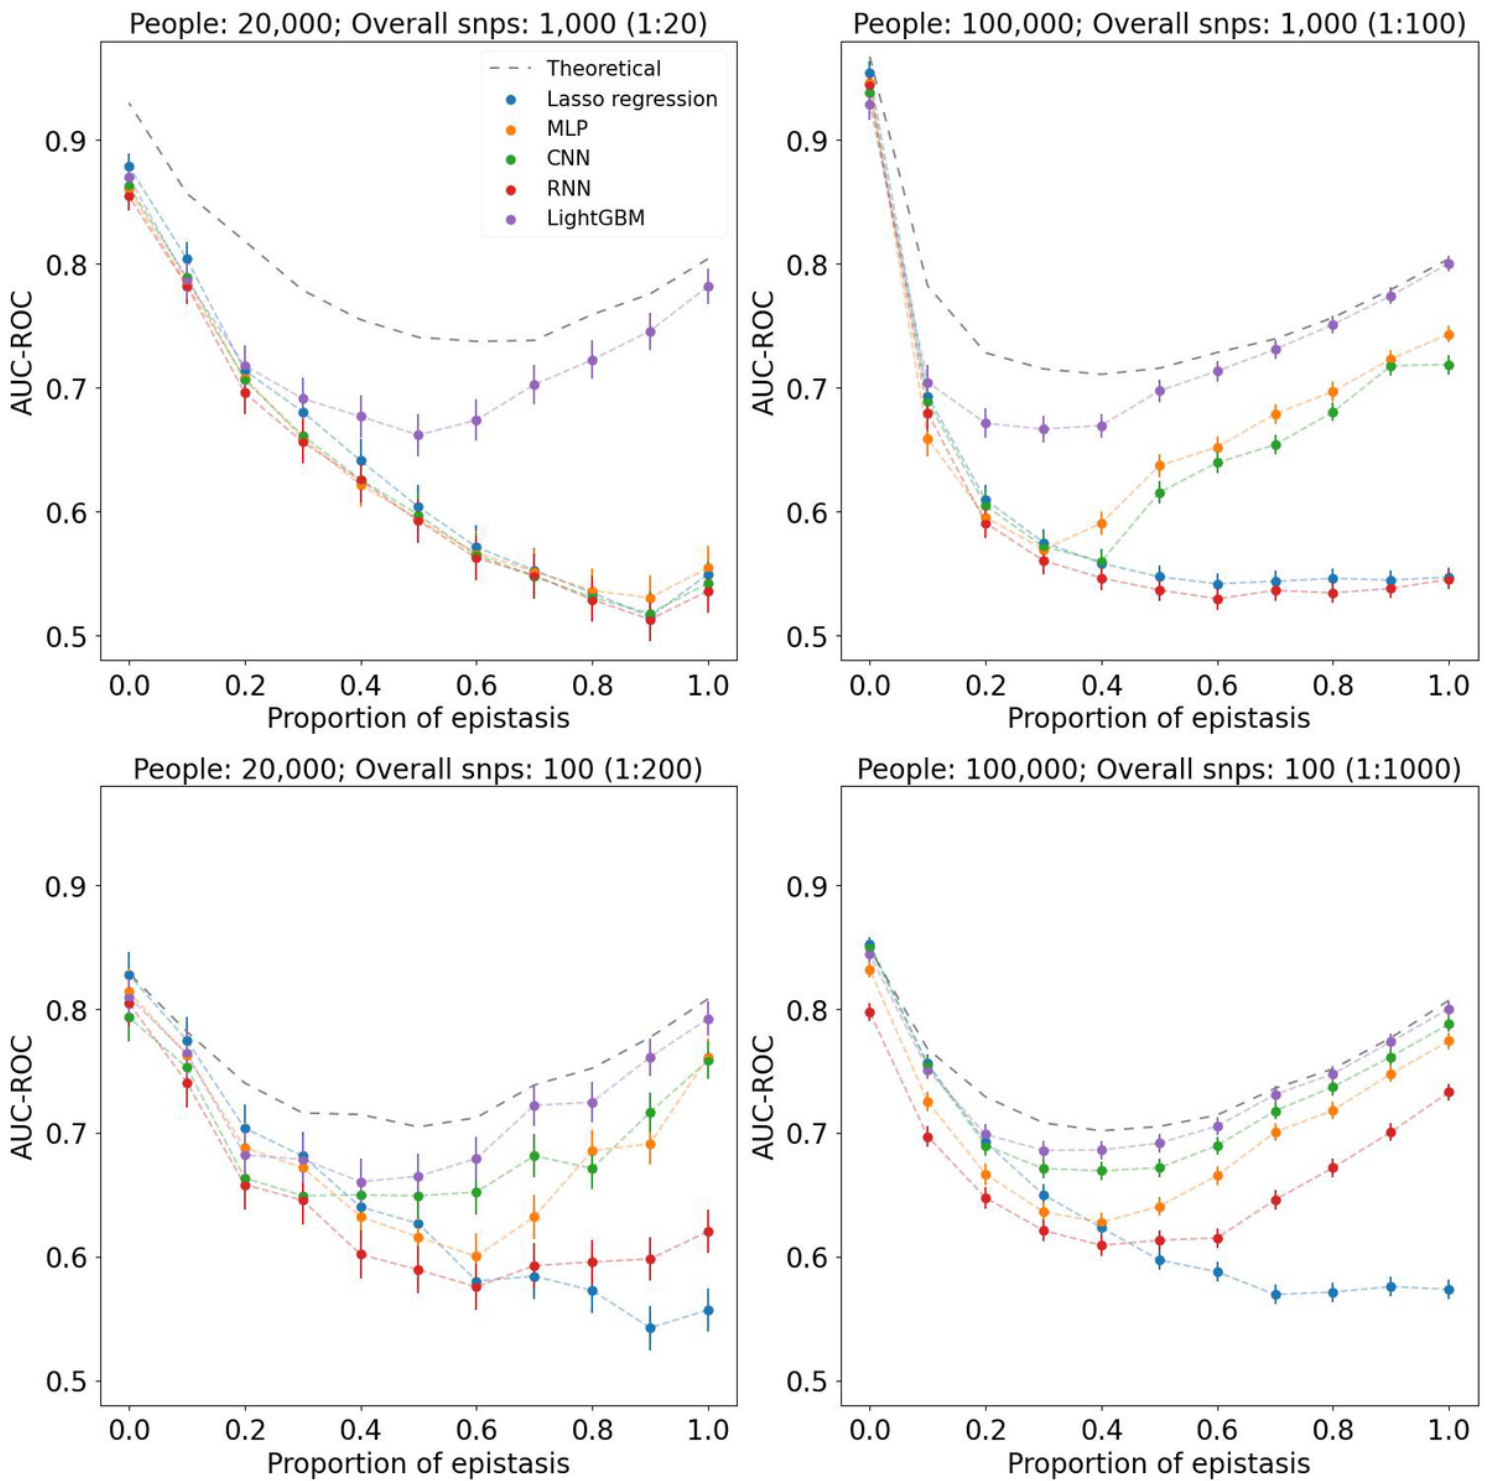 People: 20,000; Overall snps: 1,000 (1:20)
Theoretical
Lasso regression
MLP
CNN
RNN
LightGBM
AUC-ROC
0.9
0.8
0.7
0.6
0.5
0.0 0.2 0.4 0.6 0.8 1.0
Proportion of epistasis
People: 100,000; Overall snps: 1,000 (1:100)
AUC-ROC
0.9
0.8
0.7
0.6
0.5
0.0 0.2 0.4 0.6 0.8 1.0
Proportion of epistasis
People: 20,000; Overall snps: 100 (1:200)
AUC-ROC
0.9
0.8
0.7
0.6
0.5
0.0 0.2 0.4 0.6 0.8 1.0
Proportion of epistasis
People: 100,000; Overall snps: 100 (1:1000)
AUC-ROC
0.9
0.8
0.7
0.6
0.5
0.0 0.2 0.4 0.6 0.8 1.0
Proportion of epistasis